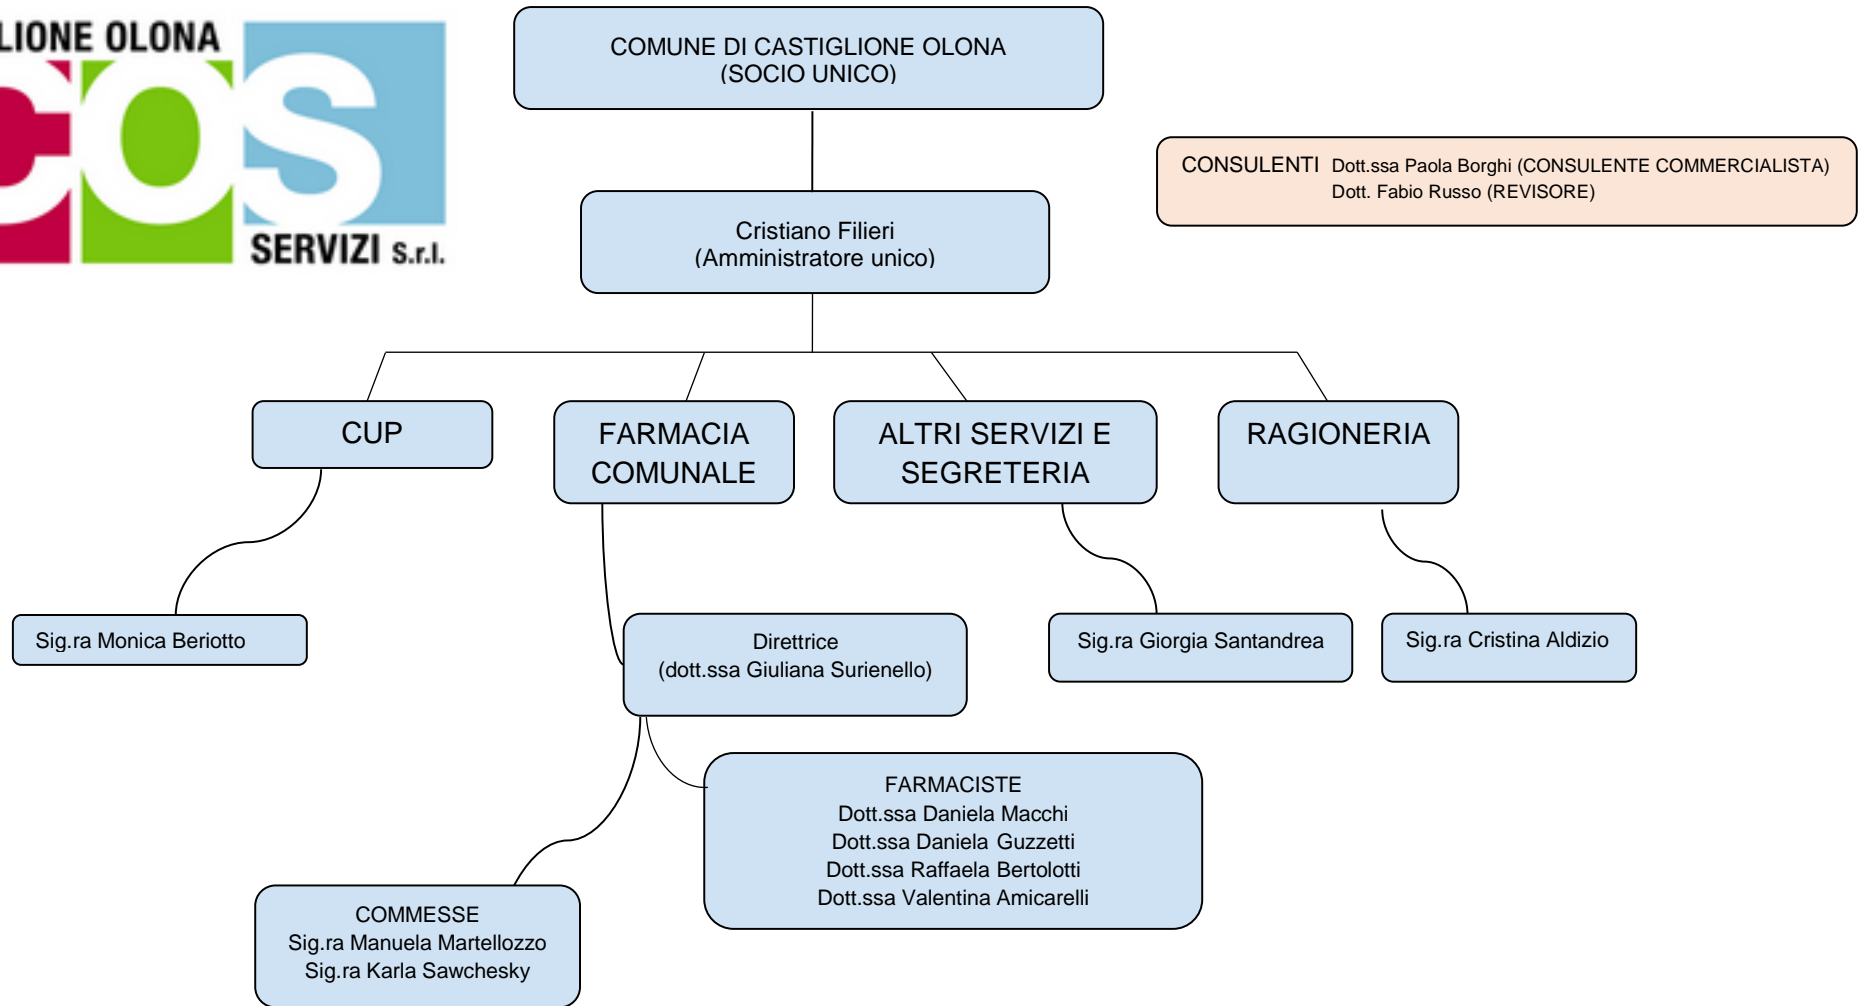 LIONE OLONA
COS
SERVIZI S.r.l.
COMUNE DI CASTIGLIONE OLONA
(SOCIO UNICO)
CONSULENTI Dott.ssa Paola Borghi (CONSULENTE COMMERCIALISTA)
Dott. Fabio Russo (REVISORE)
Cristiano Filieri
(Amministratore unico)
CUP
FARMACIA
COMUNALE
ALTRI SERVIZI E
SEGRETERIA
RAGIONERIA
Sig.ra Monica Beriotto
Direttrice
(dott.ssa Giuliana Surienello)
Sig.ra Giorgia Santandrea
Sig.ra Cristina Aldizio
FARMACISTE
Dott.ssa Daniela Macchi
Dott.ssa Daniela Guzzetti
Dott.ssa Raffaela Bertolotti
Dott.ssa Valentina Amicarelli
COMMESSE
Sig.ra Manuela Martellozzo
Sig.ra Karla Sawchesky